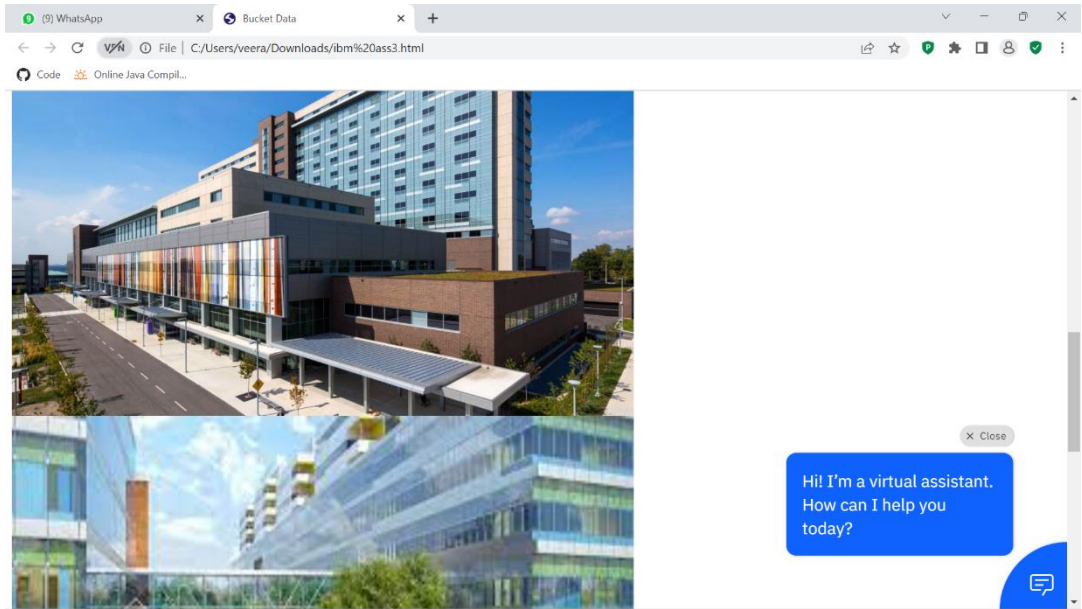 (9) WhatsApp
Bucket Data
VPN
File | C:/Users/veera/Downloads/ibm%20ass3.html
Code
Online Java Compil...
× Close
Hi! I'm a virtual assistant.
How can I help you
today?